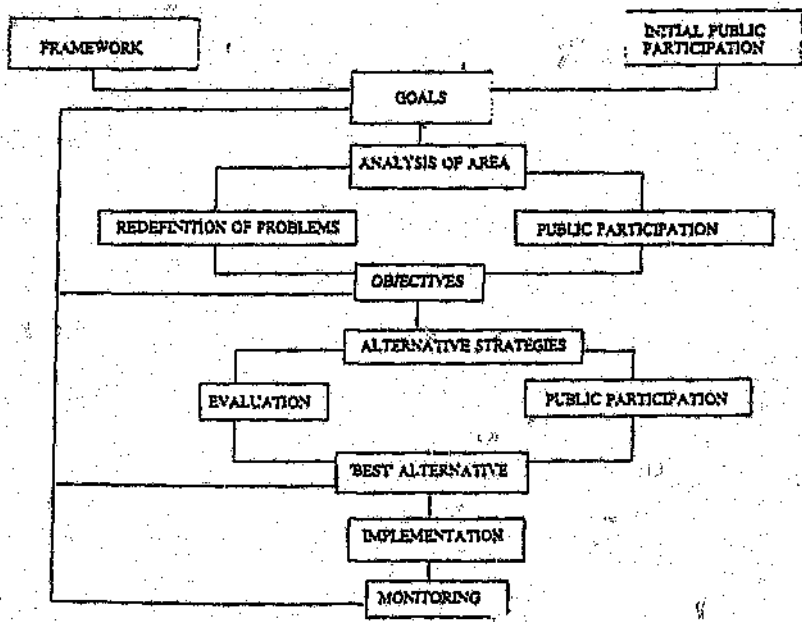 FRAMEWORK
INITIAL PUBLIC
PARTICIPATION
GOALS
ANALYSIS OF AREA
REDEFINITION OF PROBLEMS
PUBLIC PARTICIPATION
OBJECTIVES
ALTERNATIVE STRATEGIES
EVALUATION
PUBLIC PARTICIPATION
'BEST' ALTERNATIVE
IMPLEMENTATION
MONITORING